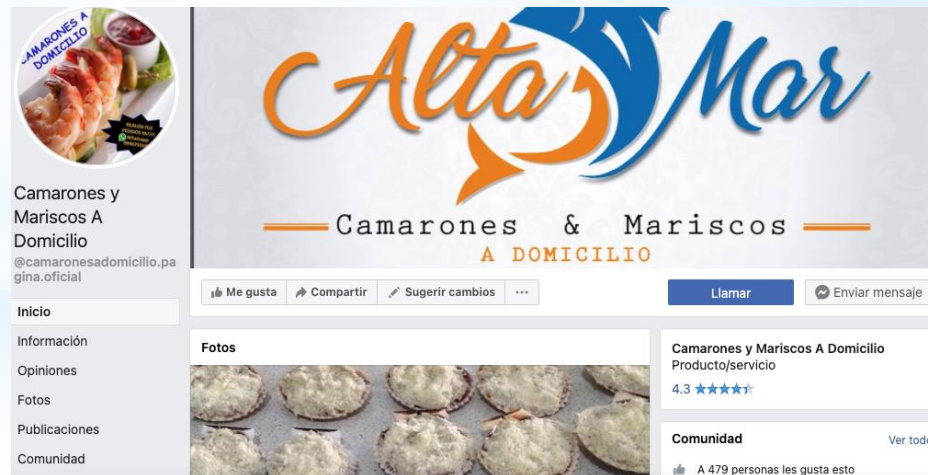 CAMARONES A
DOMICILIO
Alta Mar
Camarones & Mariscos
A DOMICILIO
Camarones y
Mariscos A
Domicilio
@camaronesadomicilio.pa
gina.oficial
Me gusta Compartir Sugerir cambios ...
Llamar Enviar mensaje
Inicio
Información
Opiniones
Fotos
Publicaciones
Comunidad
Fotos
Camarones y Mariscos A Domicilio
Producto/servicio
4.3
Comunidad Ver todo
A 479 personas les gusta esto